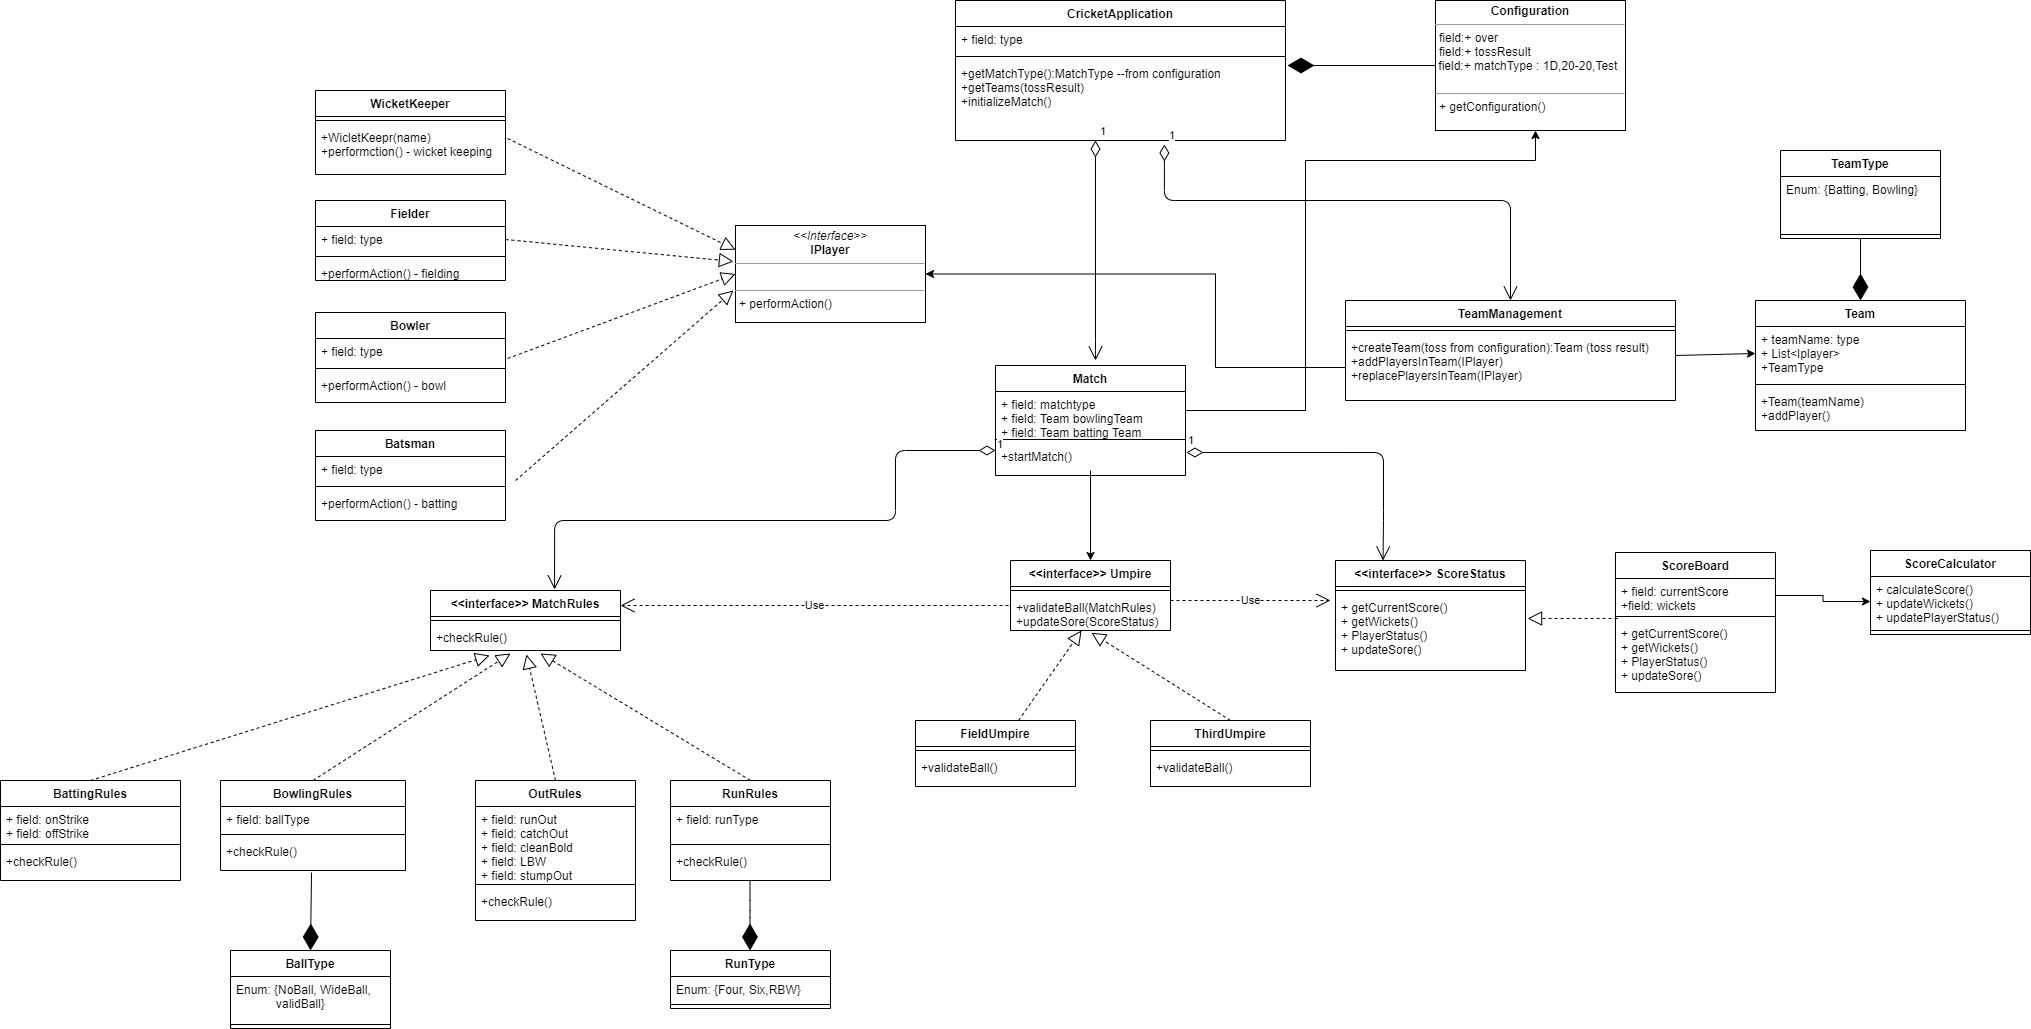 CricketApplication
+ field: type
+getMatchType():MatchType --from configuration
+getTeams(tossResult)
+initializeMatch()
1
1
Configuration
field:+ over
field:+ tossResult
field:+ matchType : 1D,20-20,Test
+ getConfiguration()
WicketKeeper
+WicletKeepr(name)
+performction() - wicket keeping
Fielder
+ field: type
+performAction() - fielding
Bowler
+ field: type
+performAction() - bowl
Batsman
+ field: type
+performAction() - batting
<<Interface>>
IPlayer
+ performAction()
TeamType
Enum: {Batting, Bowling}
TeamManagement
+createTeam(toss from configuration):Team (toss result)
+addPlayersInTeam(IPlayer)
+replacePlayersInTeam(IPlayer)
Team
+ teamName: type
+ List<Iplayer>
+TeamType
+Team(teamName)
+addPlayer()
Match
+ field: matchtype
+ field: Team bowlingTeam
+ field: Team batting Team
1
1
+startMatch()
<<interface>> MatchRules
+checkRule()
Use
<<interface>> Umpire
+validateBall(MatchRules)
+updateSore(ScoreStatus)
Use
<<interface>> ScoreStatus
+ getCurrentScore()
+ getWickets()
+ PlayerStatus()
+ updateSore()
ScoreBoard
+ field: currentScore
+field: wickets
+ getCurrentScore()
+ getWickets()
+ PlayerStatus()
+ updateSore()
ScoreCalculator
+ calculateScore()
+ updateWickets()
+ updatePlayerStatus()
FieldUmpire
+validateBall()
ThirdUmpire
+validateBall()
BattingRules
+ field: onStrike
+ field: offStrike
+checkRule()
BowlingRules
+ field: ballType
+checkRule()
OutRules
+ field: runOut
+ field: catchOut
+ field: cleanBold
+ field: LBW
+ field: stumpOut
+checkRule()
RunRules
+ field: runType
+checkRule()
BallType
Enum: {NoBall, WideBall,
validBall}
RunType
Enum: {Four, Six,RBW}